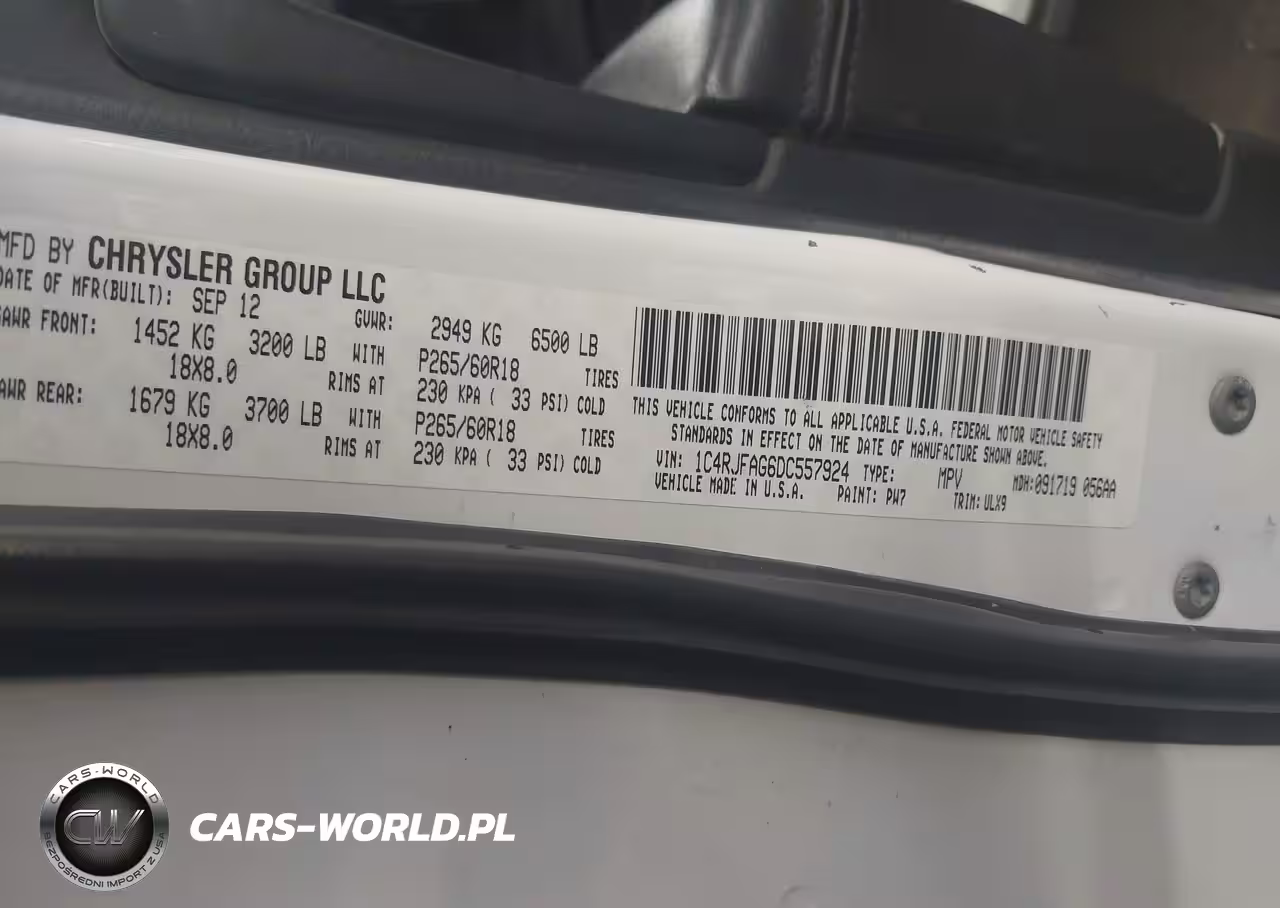 MFD BY CHRYSLER GROUP LLC
DATE OF MFR(BUILT): SEP 12 GVWR: 2949 KG 6500 LB
GAWR FRONT: 1452 KG 3200 LB WITH P265/60R18 TIRES
18X8.0 RIMS AT 230 KPA ( 33 PSI) COLD
GAWR REAR: 1679 KG 3700 LB WITH P265/60R18 TIRES
18X8.0 RIMS AT 230 KPA ( 33 PSI) COLD
THIS VEHICLE CONFORMS TO ALL APPLICABLE U.S.A. FEDERAL MOTOR VEHICLE SAFETY
STANDARDS IN EFFECT ON THE DATE OF MANUFACTURE SHOWN ABOVE.
VIN: 1C4RJFAG6DC557924 TYPE: MPV MDH:091719 056AA
VEHICLE MADE IN U.S.A. PAINT: PW7 TRIM: ULX9
CARS-WORLD
CW
BEZPOŚREDNI IMPORT Z USA
CARS-WORLD.PL